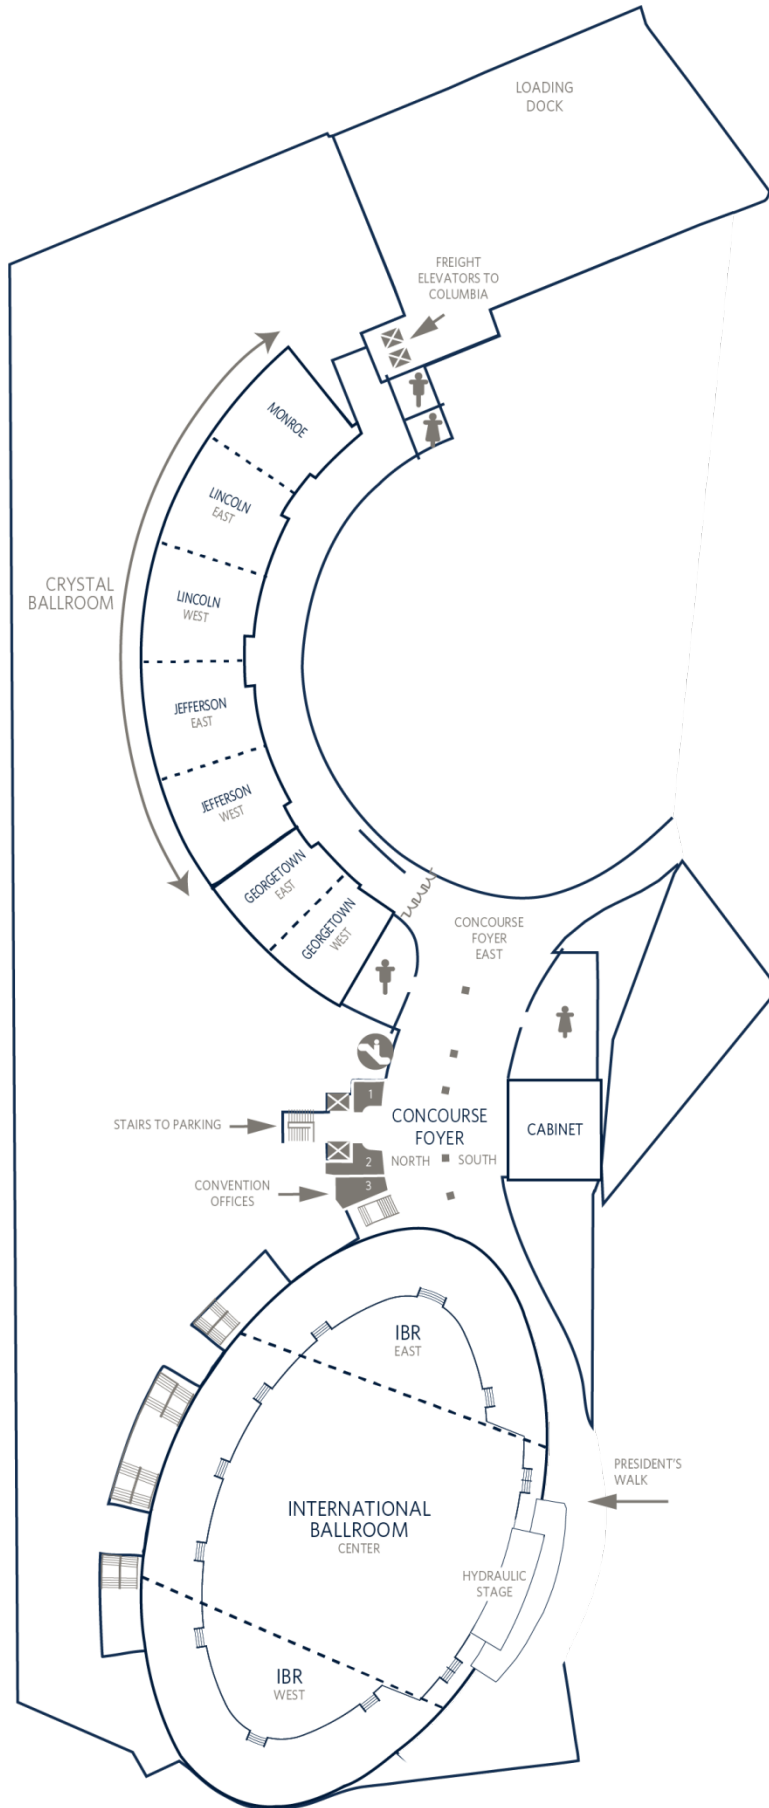 LOADING
DOCK
FREIGHT
ELEVATORS TO
COLUMBIA
MONROE
LINCOLN
EAST
CRYSTAL
BALLROOM
LINCOLN
WEST
JEFFERSON
EAST
JEFFERSON
WEST
GEORGETOWN
EAST
GEORGETOWN
WEST
CONCOURSE
FOYER
EAST
1
STAIRS TO PARKING
CONCOURSE
FOYER
NORTH SOUTH
CABINET
2
CONVENTION
OFFICES
3
IBR
EAST
PRESIDENT'S
WALK
INTERNATIONAL
BALLROOM
CENTER
HYDRAULIC
STAGE
IBR
WEST